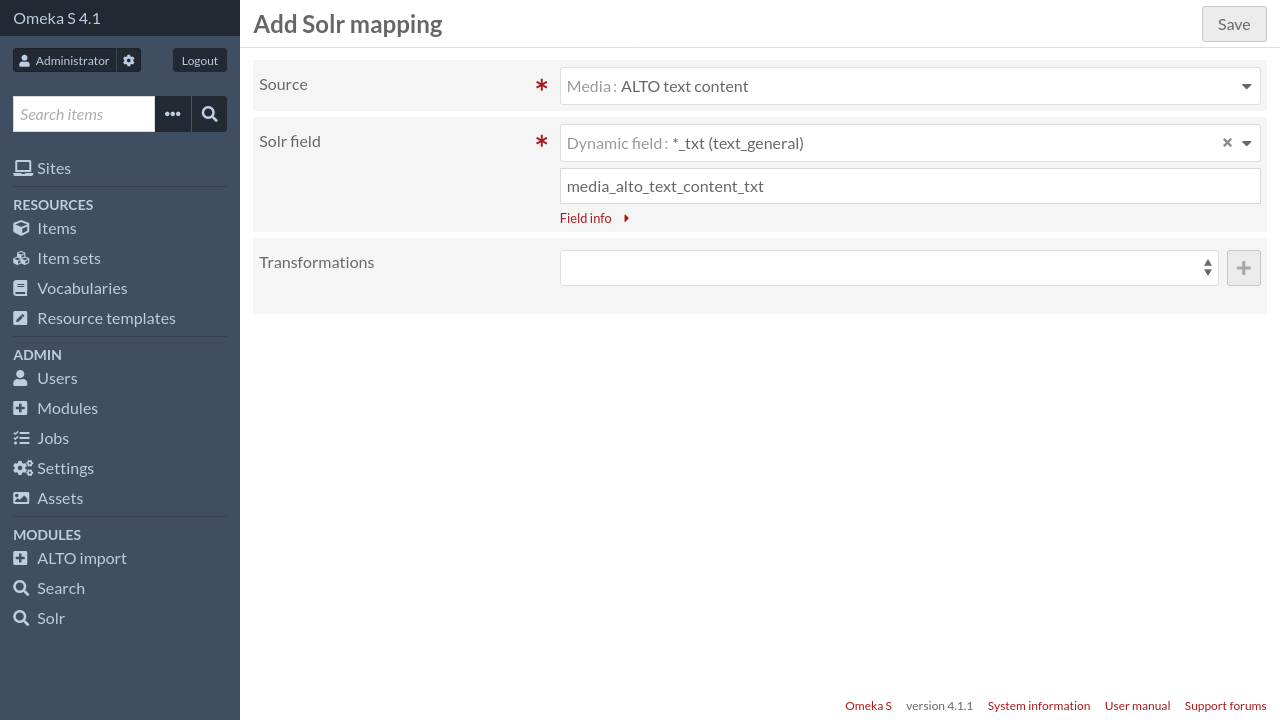 Omeka S 4.1
Administrator
Logout
Search items
Sites
RESOURCES
Items
Item sets
Vocabularies
Resource templates
ADMIN
Users
Modules
Jobs
Settings
Assets
MODULES
ALTO import
Search
Solr
Add Solr mapping
Save
Source
Media: ALTO text content
Solr field
Dynamic field: *_txt (text_general)
media_alto_text_content_txt
Field info
Transformations
Omeka S version 4.1.1 System information User manual Support forums